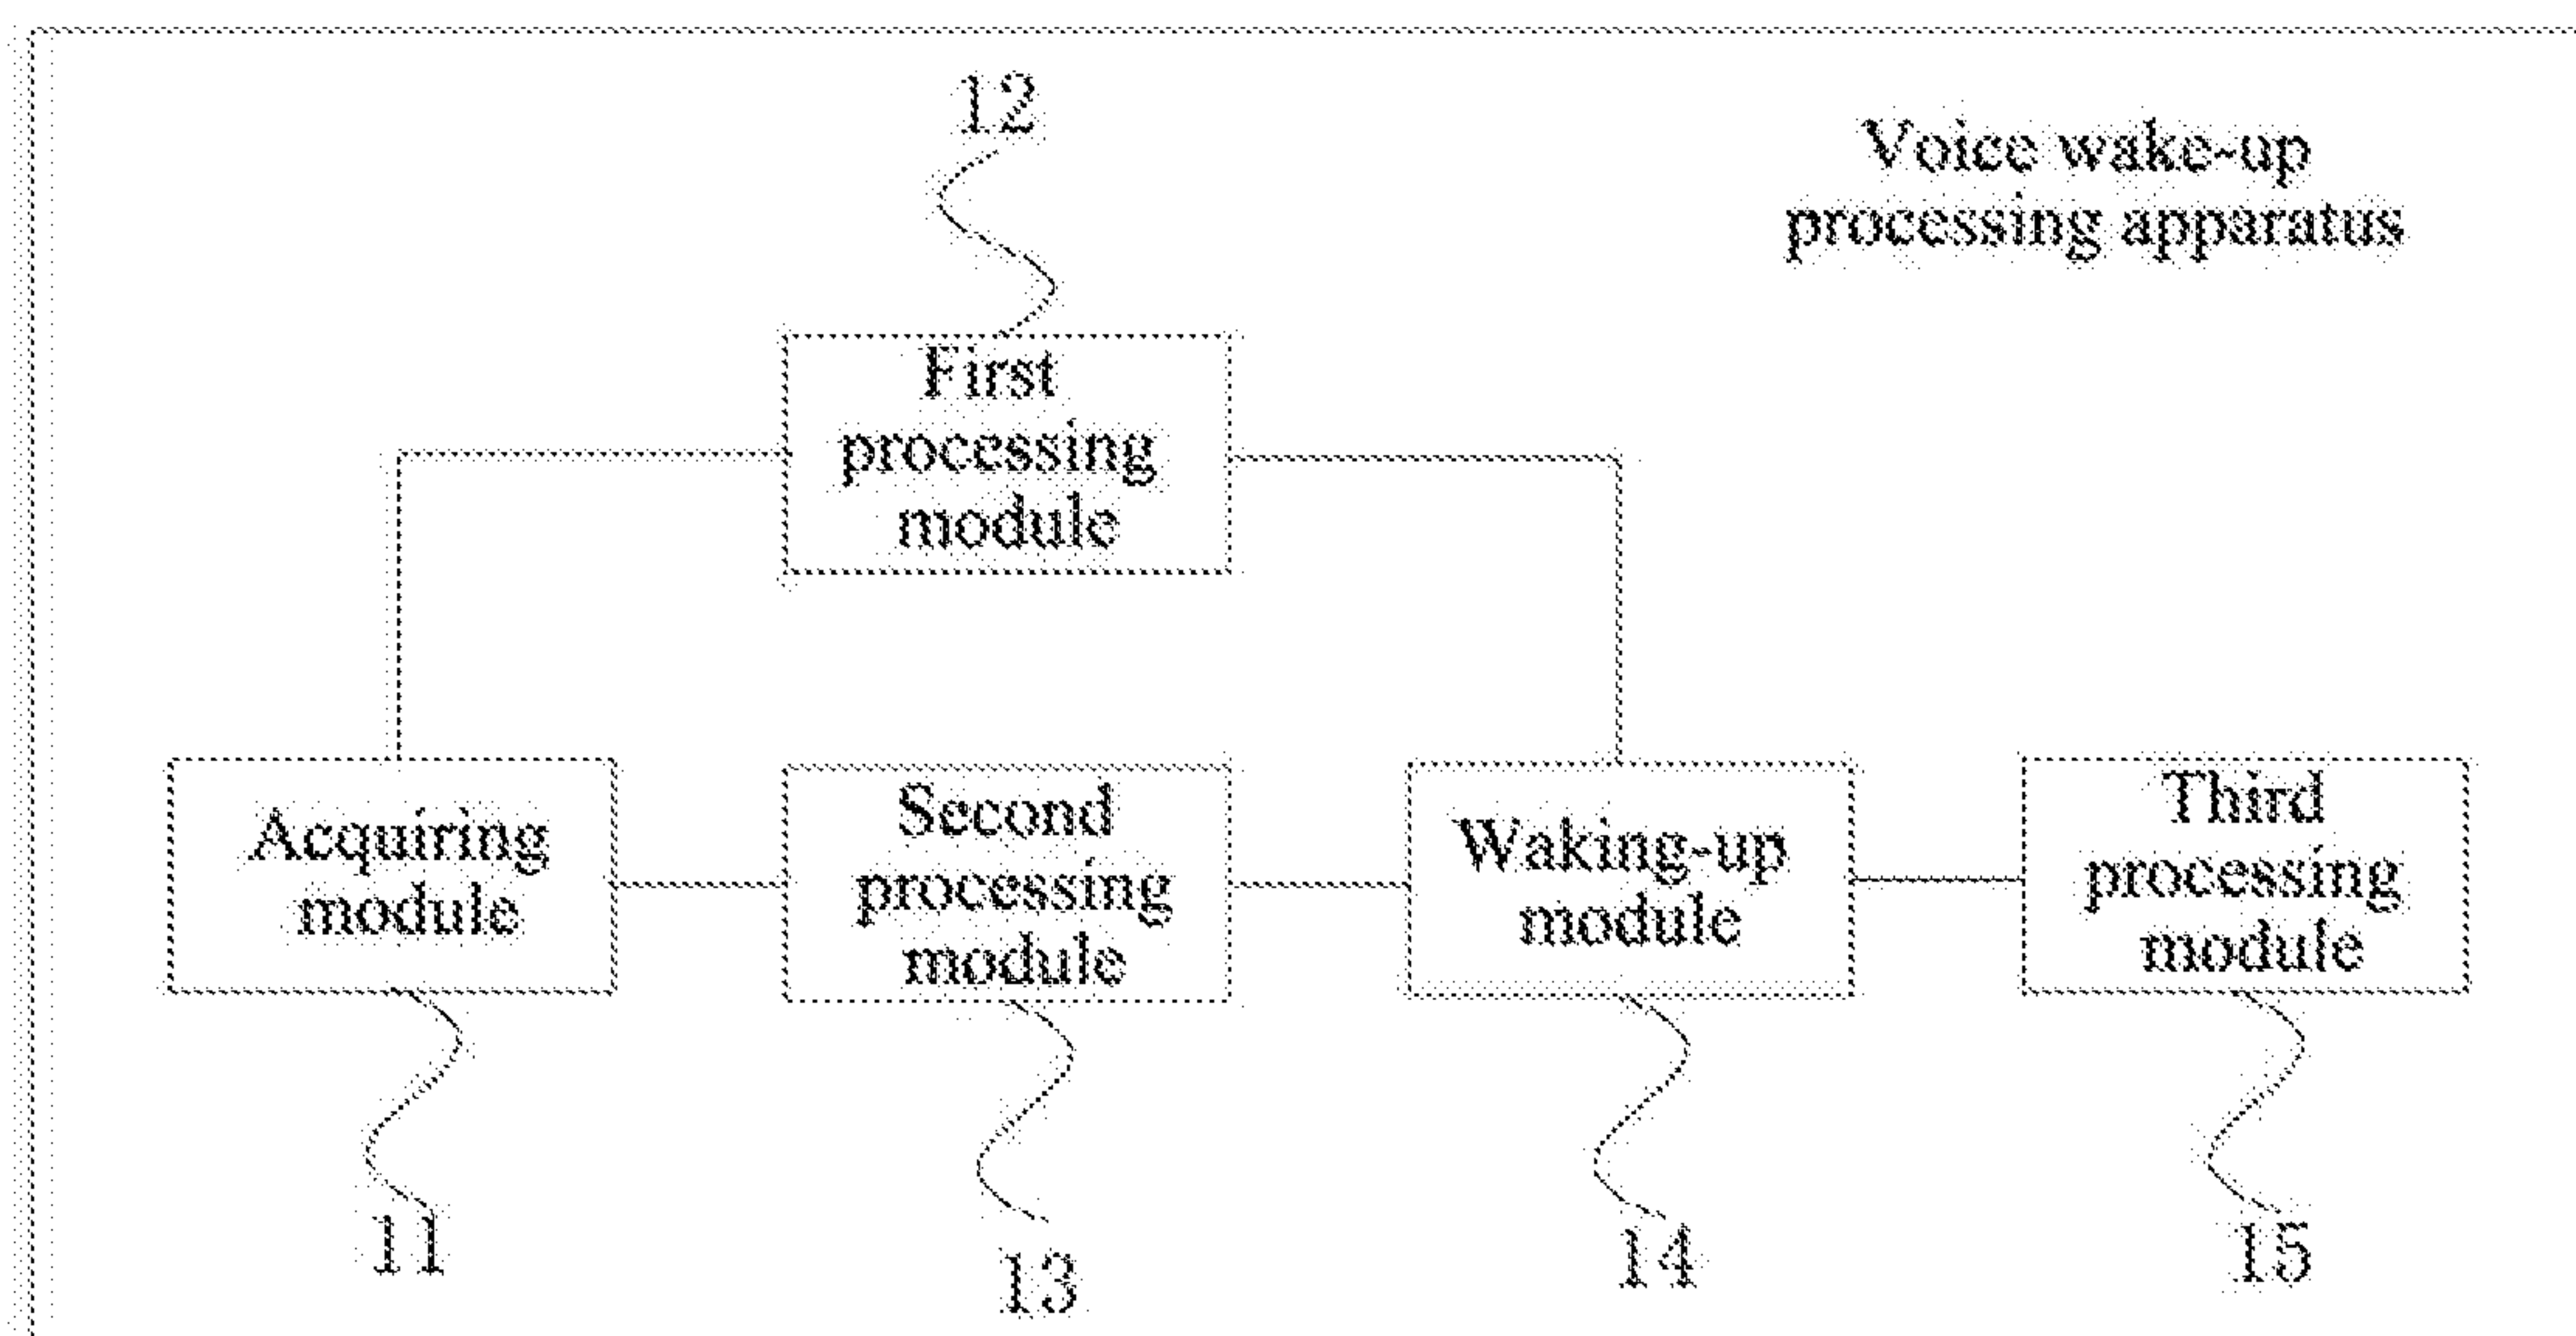 12
Voice wake-up
processing apparatus
First
processing
module
Acquiring
module
Second
processing
module
Waking-up
module
Third
processing
module
11
13
14
15